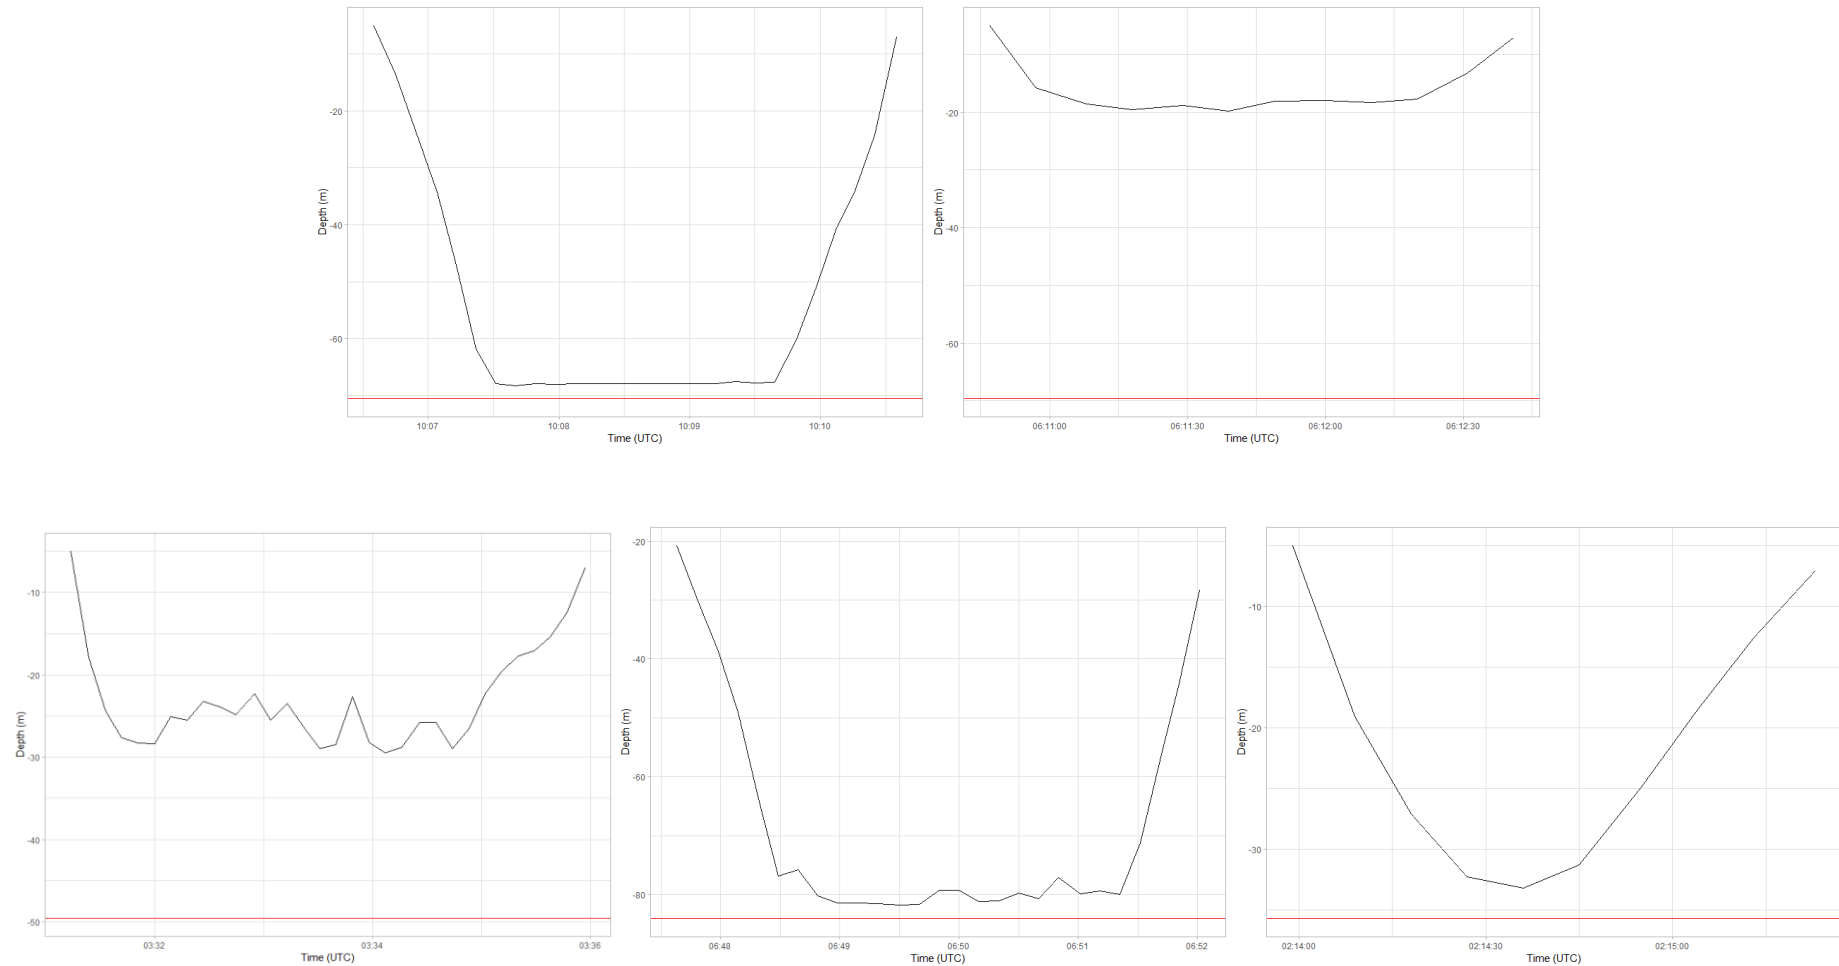 Depth (m)
-20
-40
-60
10:07 10:08 10:09 10:10
Time (UTC)
Depth (m)
-20
-40
-60
06:11:00 06:11:30 06:12:00 06:12:30
Time (UTC)
Depth (m)
-10
-20
-30
-40
-50
03:32 03:34 03:36
Time (UTC)
Depth (m)
-20
-40
-60
-80
06:48 06:49 06:50 06:51 06:52
Time (UTC)
Depth (m)
-10
-20
-30
02:14:00 02:14:30 02:15:00
Time (UTC)